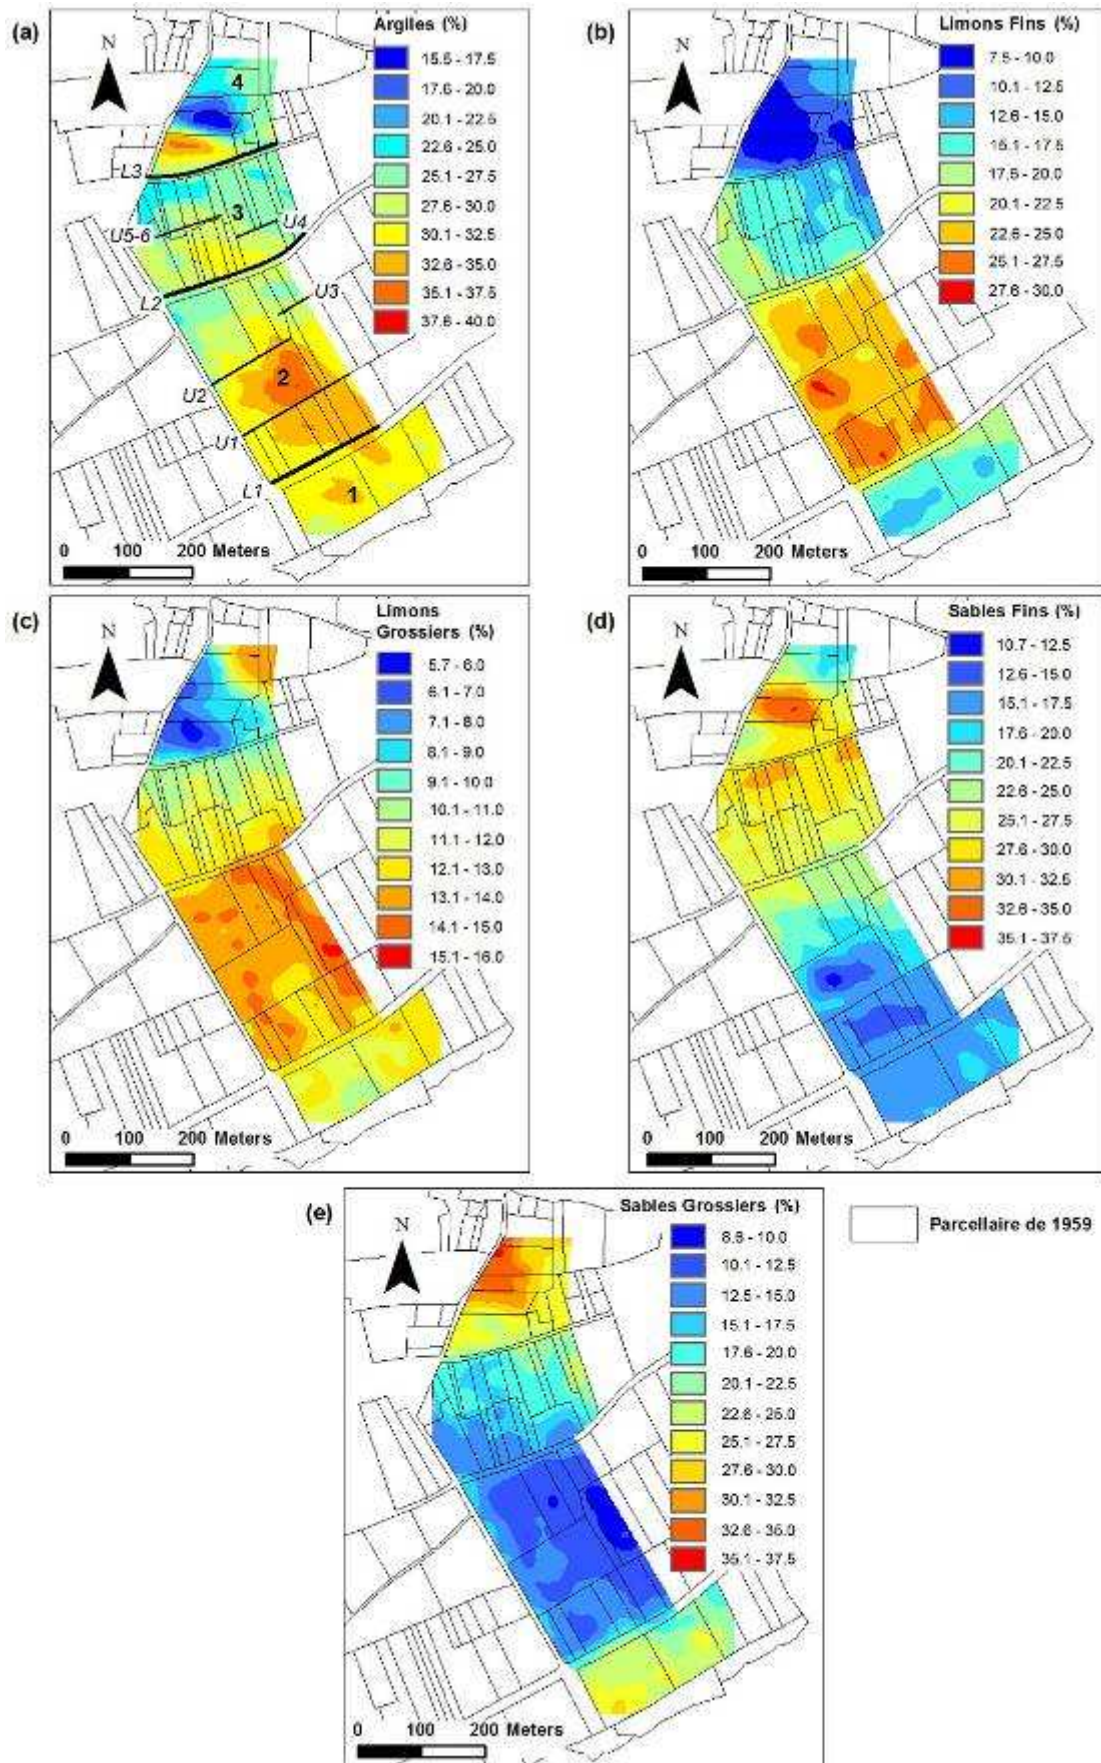 (a)
N
Argiles (%)
15.5 - 17.5
17.6 - 20.0
20.1 - 22.5
22.6 - 25.0
25.1 - 27.5
27.6 - 30.0
30.1 - 32.5
32.6 - 35.0
35.1 - 37.5
37.6 - 40.0
4
L3
3
U4
U5-6
L2
U3
2
U2
U1
L1
1
0 100 200 Meters
(b)
N
Limons Fins (%)
7.5 - 10.0
10.1 - 12.5
12.6 - 15.0
15.1 - 17.5
17.5 - 20.0
20.1 - 22.5
22.6 - 25.0
25.1 - 27.5
27.6 - 30.0
0 100 200 Meters
(c)
N
Limons
Grossiers (%)
5.7 - 6.0
6.1 - 7.0
7.1 - 8.0
8.1 - 9.0
9.1 - 10.0
10.1 - 11.0
11.1 - 12.0
12.1 - 13.0
13.1 - 14.0
14.1 - 15.0
15.1 - 16.0
0 100 200 Meters
(d)
N
Sables Fins (%)
10.7 - 12.5
12.6 - 15.0
15.1 - 17.5
17.6 - 20.0
20.1 - 22.5
22.6 - 25.0
25.1 - 27.5
27.6 - 30.0
30.1 - 32.5
32.6 - 35.0
35.1 - 37.5
0 100 200 Meters
(e)
N
Sables Grossiers (%)
10.1 - 12.5
12.5 - 15.0
15.1 - 17.5
17.6 - 20.0
20.1 - 22.5
22.6 - 25.0
25.1 - 27.5
27.6 - 30.0
30.1 - 32.5
32.6 - 35.0
35.1 - 37.5
0 100 200 Meters
Parcellaire de 1959